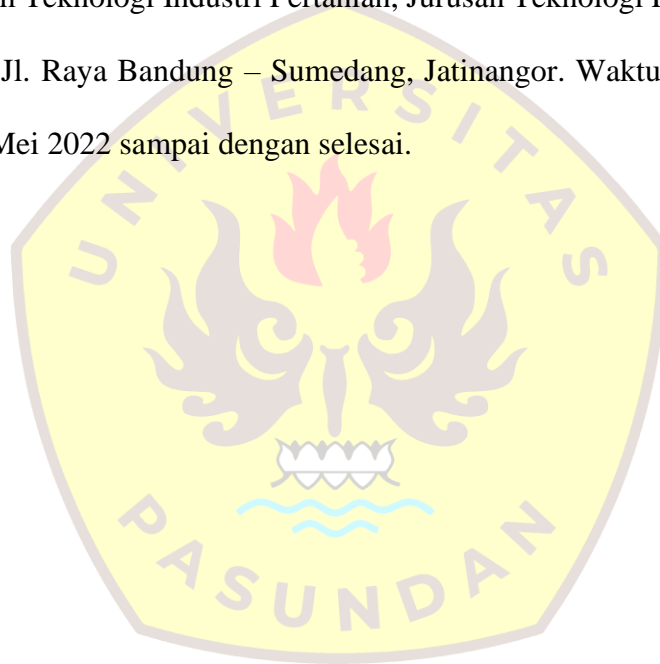 Teknologi Industri Pertanian, Jurusan Teknologi
Jl. Raya Bandung – Sumedang, Jatinangor. Waktu
Mei 2022 sampai dengan selesai.
UNIVERSITAS
PASUNDAN